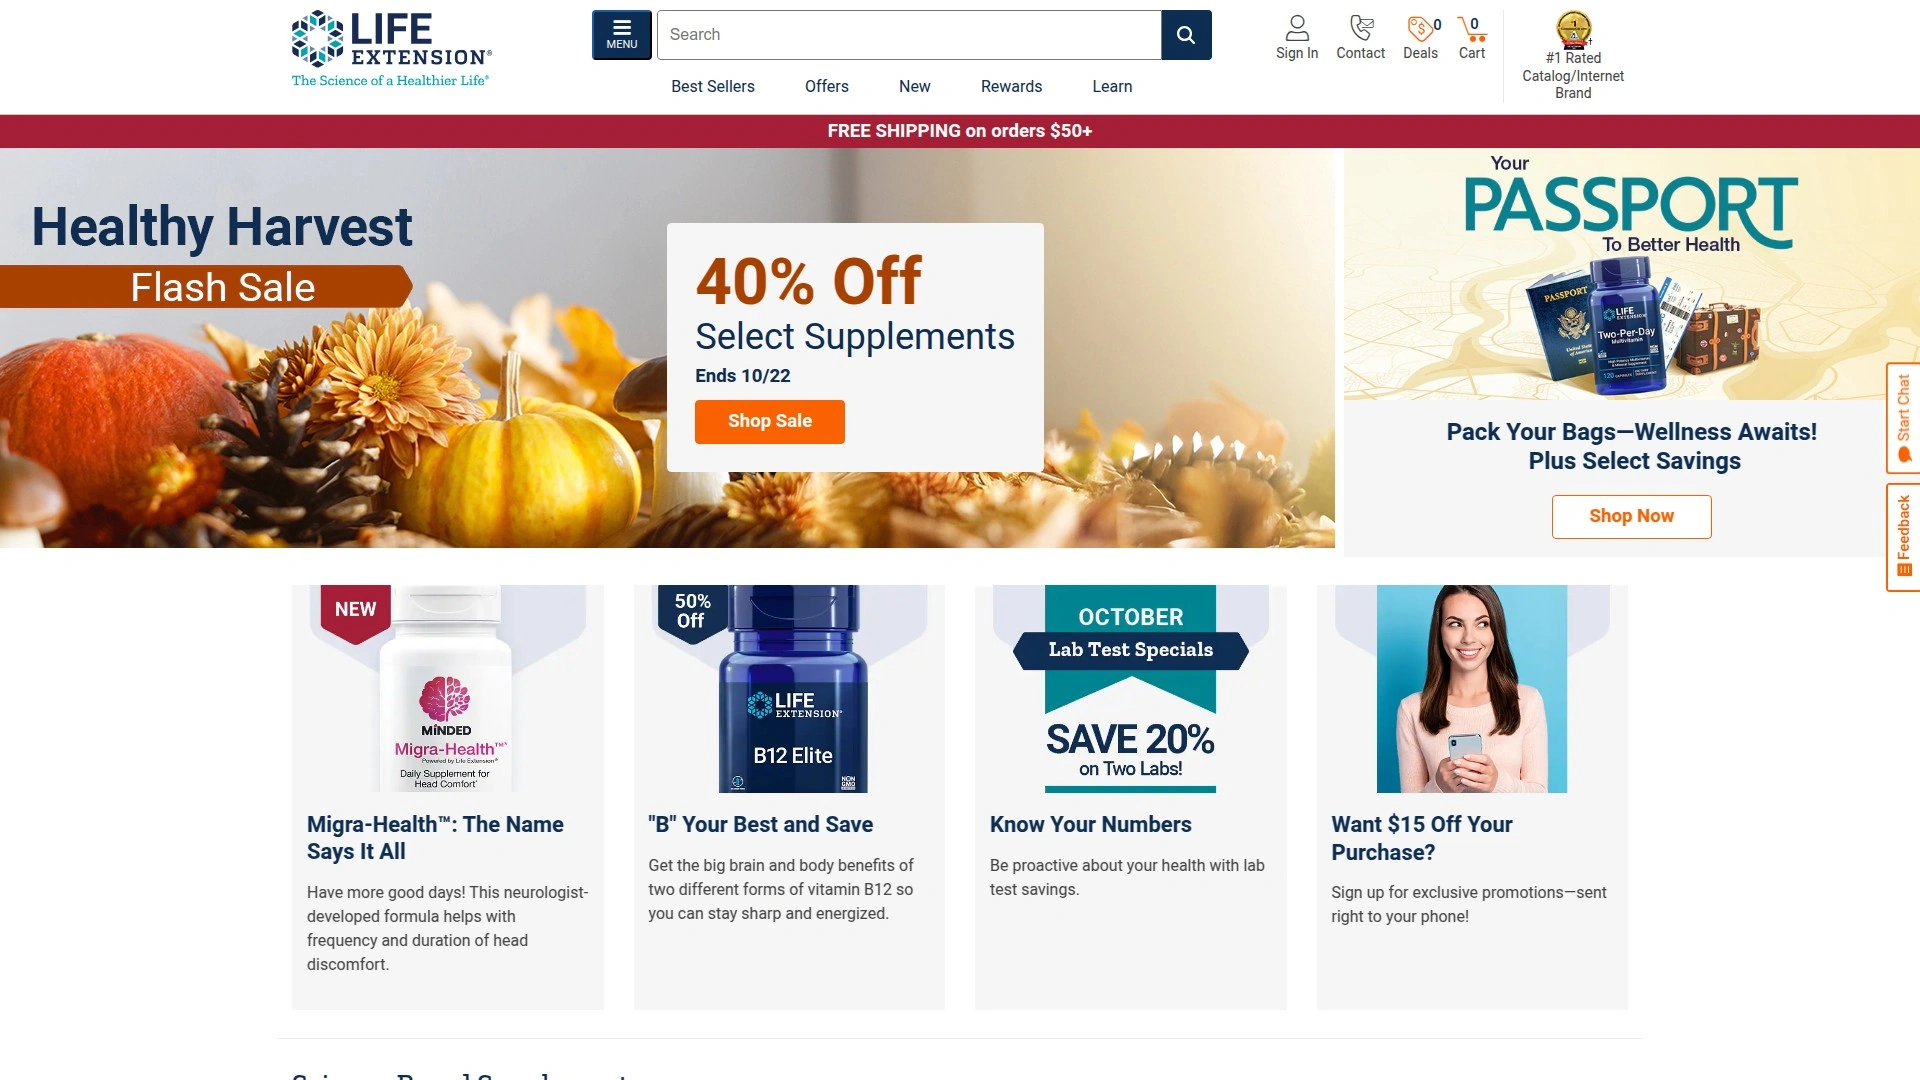 LIFE
EXTENSION®
The Science of a Healthier Life®
MENU
Search
Sign In
Contact
0
Deals
0
Cart
#1 Rated
Catalog/Internet
Brand
Best Sellers
Offers
New
Rewards
Learn
FREE SHIPPING on orders $50+
Healthy Harvest
Flash Sale
40% Off
Select Supplements
Ends 10/22
Shop Sale
Your
PASSPORT
To Better Health
PASSPORT
LIFE
EXTENSION
Two-Per-Day
Multivitamin
Pack Your Bags—Wellness Awaits!
Plus Select Savings
Shop Now
Start Chat
Feedback
NEW
MINDED
Migra-Health™*
Powered by Life Extension®
Daily Supplement for
Head Comfort*
Migra-Health™: The Name
Says It All
Have more good days! This neurologist-
developed formula helps with
frequency and duration of head
discomfort.
50%
Off
LIFE
EXTENSION®
B12 Elite
NON
GMO
"B" Your Best and Save
Get the big brain and body benefits of
two different forms of vitamin B12 so
you can stay sharp and energized.
OCTOBER
Lab Test Specials
SAVE 20%
on Two Labs!
Know Your Numbers
Be proactive about your health with lab
test savings.
Want $15 Off Your
Purchase?
Sign up for exclusive promotions—sent
right to your phone!